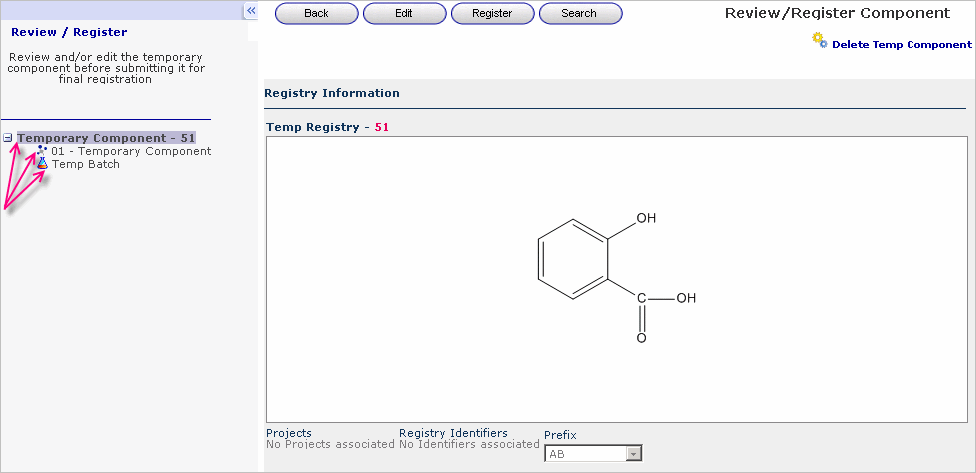 «
Review / Register
Review and/or edit the temporary
component before submitting it for
final registration
Temporary Component - 51
01 - Temporary Component
Temp Batch
Back Edit Register Search
Review/Register Component
Delete Temp Component
Registry Information
Temp Registry - 51
OH
C OH
O
Projects Registry Identifiers Prefix
No Projects associated No Identifiers associated
AB